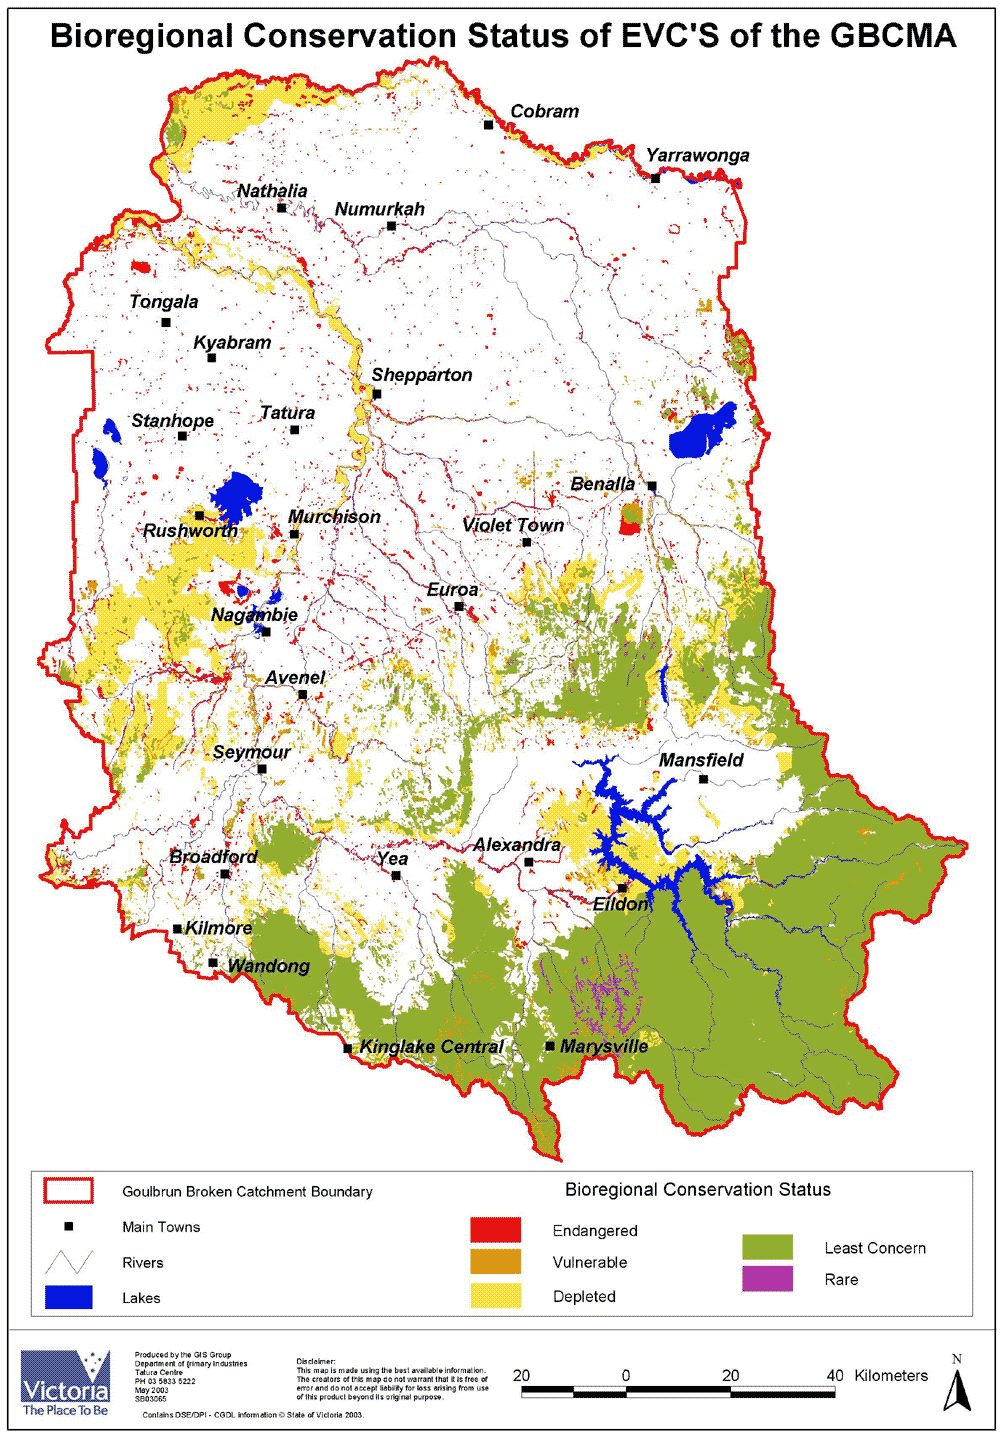 Bioregional Conservation Status of EVC'S of the GBCMA
Cobram
Yarrawonga
Nathalia
Numurkah
Tongala
Kyabram
Shepparton
Stanhope
Tatura
Benalla
Rushworth
Murchison
Violet Town
Euroa
Nagambie
Avenel
Seymour
Mansfield
Alexandra
Broadford
Yea
Eildon
Kilmore
Wandong
Kinglake Central
Marysville
Goulbrun Broken Catchment Boundary
Main Towns
Rivers
Lakes
Bioregional Conservation Status
Endangered
Vulnerable
Depleted
Least Concern
Rare
Victoria
The Place To Be
Produced by the GIS Group
Department of (rimary Industries
Tatura Centre
PH 03 5833 5222
May 2003
SB03065
Contains DSE/DPI - CGDL information © State of Victoria 2003.
Disclaimer:
This map is made using the best available information.
The creators of this map do not warrant that it is free of
error and do not accept liability for loss arising from use
of this product beyond its original purpose.
20 0 20 40 Kilometers
N